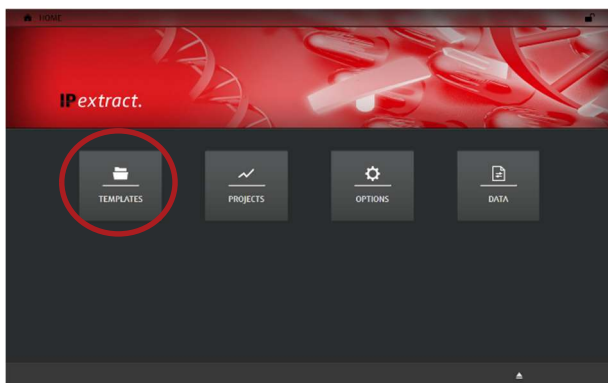 HOME
IPextract.
TEMPLATES
PROJECTS
OPTIONS
DATA